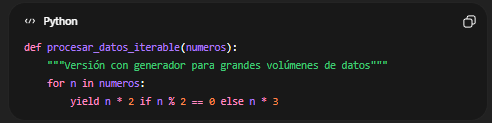 Python
def procesar_datos_iterable(numeros):
    """Versión con generador para grandes volúmenes de datos"""
    for n in numeros:
        yield n * 2 if n % 2 == 0 else n * 3